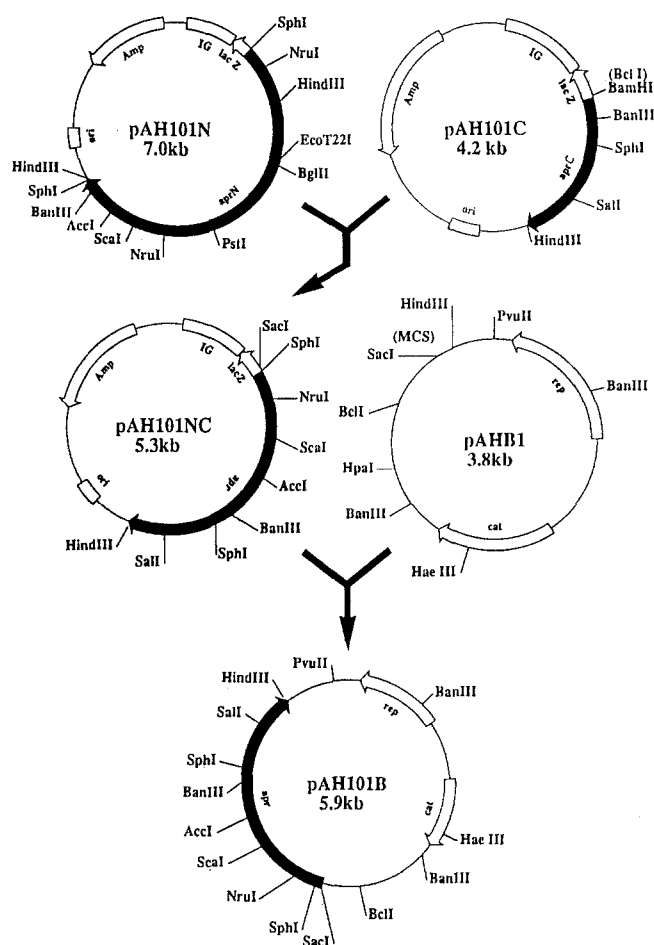 SphI
NruI
HindIII
EcoT22I
BglII
PstI
NruI
ScaI
AccI
BanIII
SphI
HindIII
Amp
IG
lac Z
ori
aprN
pAH101N
7.0kb
(Bcl I)
BamHI
BanIII
SphI
SalI
HindIII
Amp
IG
lac Z
aprC
ori
pAH101C
4.2 kb
SacI
SphI
NruI
ScaI
AccI
BanIII
SphI
SalI
HindIII
Amp
IG
lacZ
apr
ori
pAH101NC
5.3kb
HindIII
PvuII
(MCS)
SacI
BclI
HpaI
BanIII
Hae III
BanIII
rep
cat
pAHB1
3.8kb
PvuII
HindIII
SalI
SphI
BanIII
AccI
ScaI
NruI
SphI
SacI
BclI
BanIII
Hae III
BanIII
rep
cat
apr
pAH101B
5.9kb